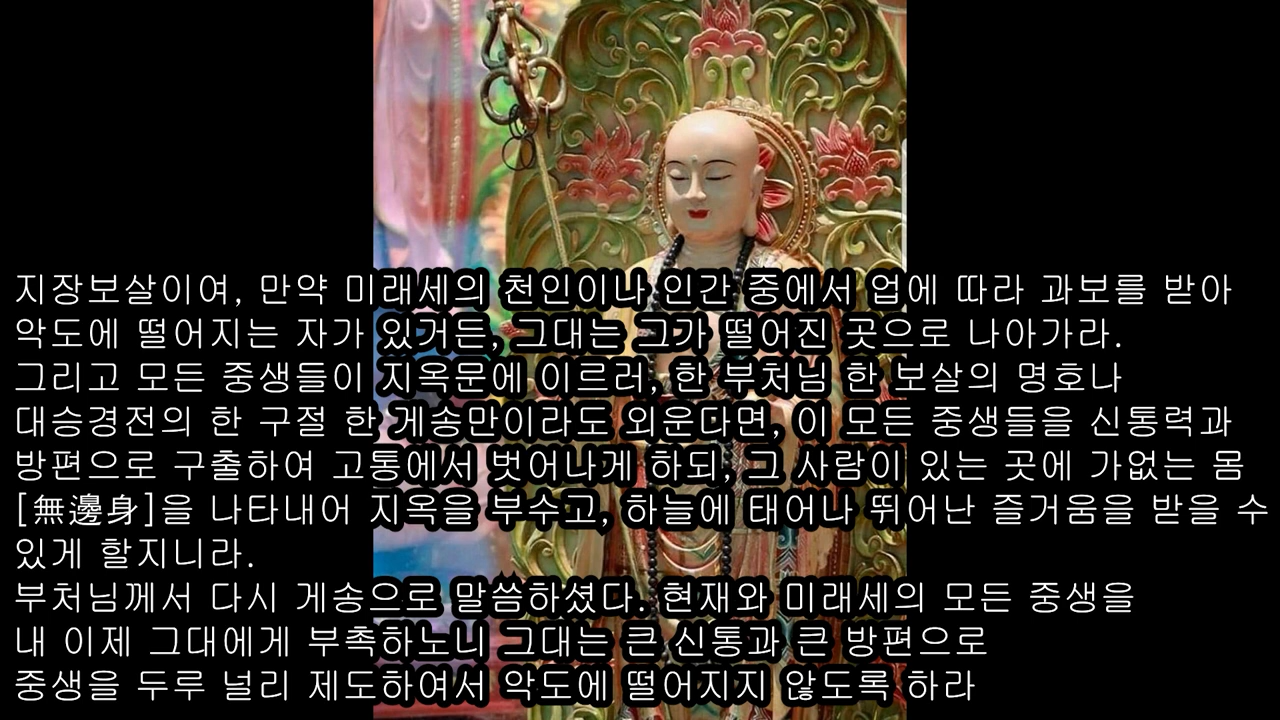 지장보살이여, 만약 미래세의 천인이나 인간 중에서 업에 따라 과보를 받아
악도에 떨어지는 자가 있거든, 그대는 그가 떨어진 곳으로 나아가라.
그리고 모든 중생들이 지옥문에 이르러, 한 부처님 한 보살의 명호나
대승경전의 한 구절 한 게송만이라도 외운다면, 이 모든 중생들을 신통력과
방편으로 구출하여 고통에서 벗어나게 하되, 그 사람이 있는 곳에 가없는 몸
[無邊身]을 나타내어 지옥을 부수고, 하늘에 태어나 뛰어난 즐거움을 받을 수
있게 할지니라.
부처님께서 다시 게송으로 말씀하셨다. 현재와 미래세의 모든 중생을
내 이제 그대에게 부촉하노니 그대는 큰 신통과 큰 방편으로
중생을 두루 널리 제도하여서 악도에 떨어지지 않도록 하라